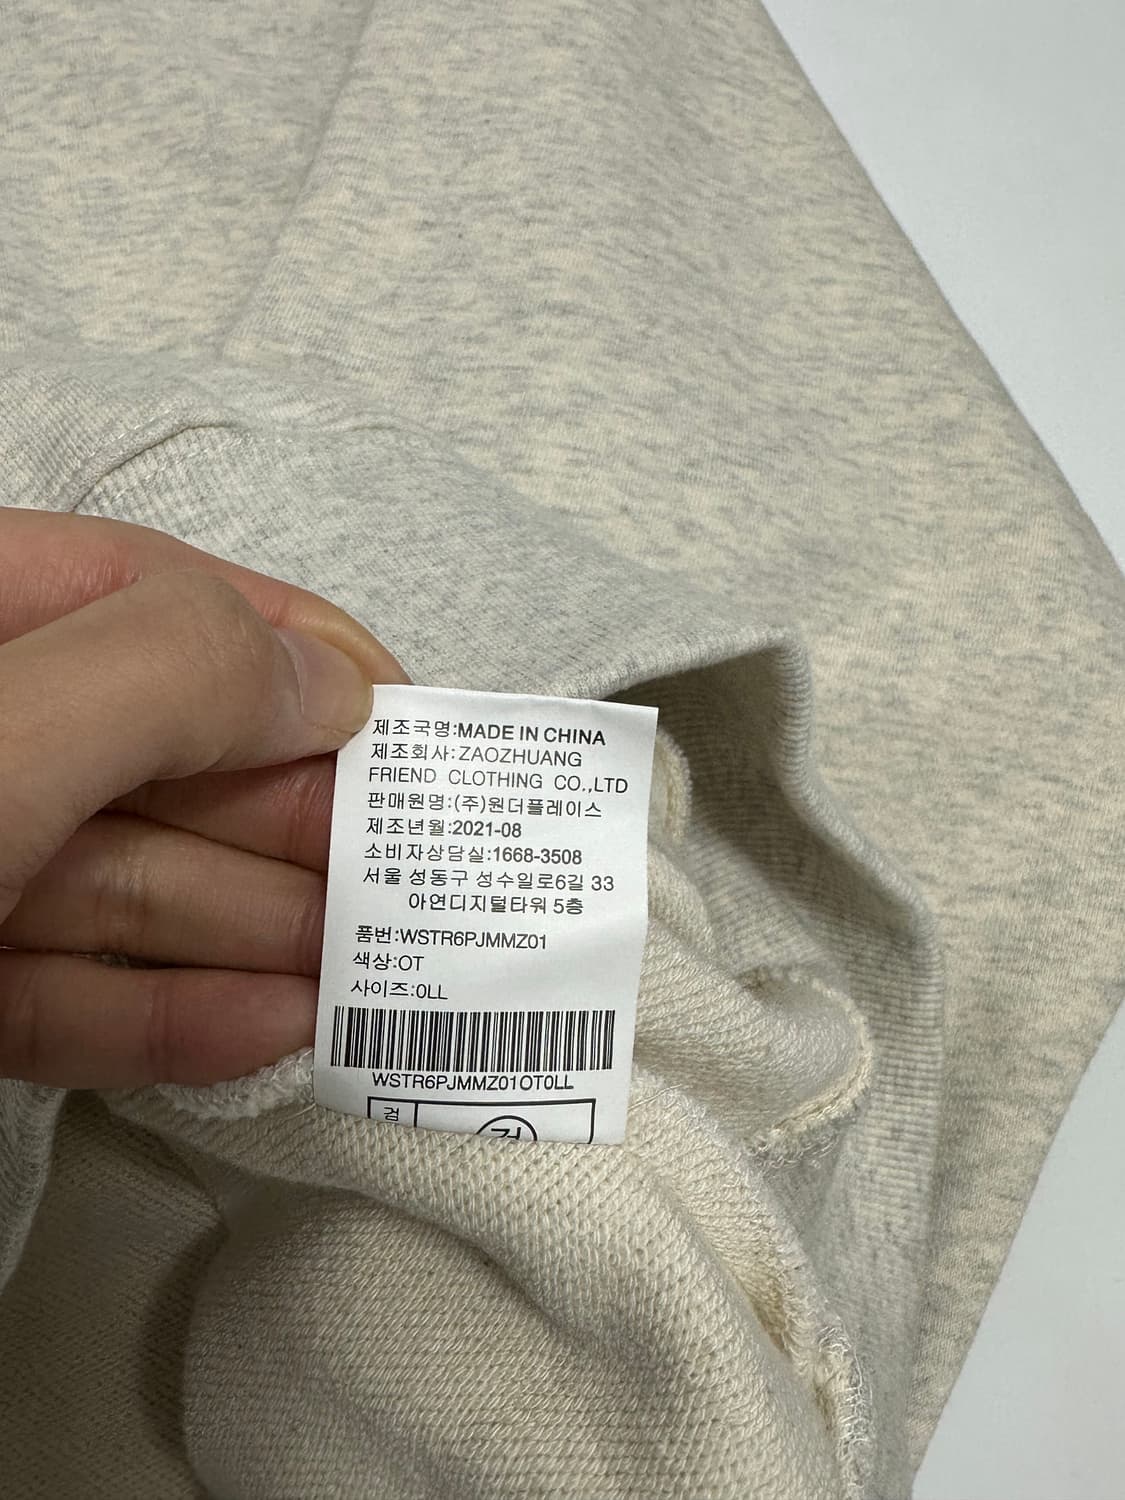 제조국명:MADE IN CHINA
제조회사:ZAOZHUANG
FRIEND CLOTHING CO.,LTD
판매원명:(주)원더플레이스
제조년월:2021-08
소비자상담실:1668-3508
서울 성동구 성수일로6길 33
아연디지털타워 5층
품번:WSTR6PJMMZ01
색상:OT
사이즈:0LL
WSTR6PJMMZ01OT0LL
검